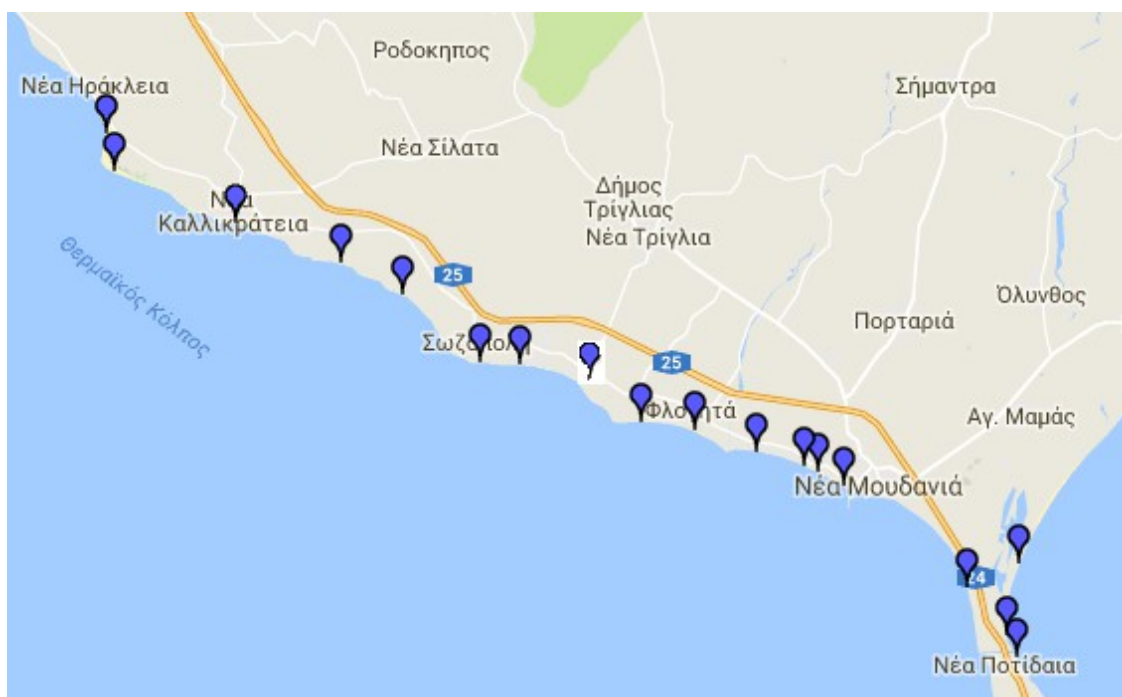 Ροδοκηπος
Νέα Ηράκλεια
Σήμαντρα
Νέα Σίλατα
Δήμος
Τρίγλιας
Νέα Τρίγλια
Καλλικράτεια
Θερμαϊκός Κόλπος
25
Όλυνθος
Πορταριά
25
Αγ. Μαμάς
Νέα Μουδανιά
24
Νέα Ποτίδαια